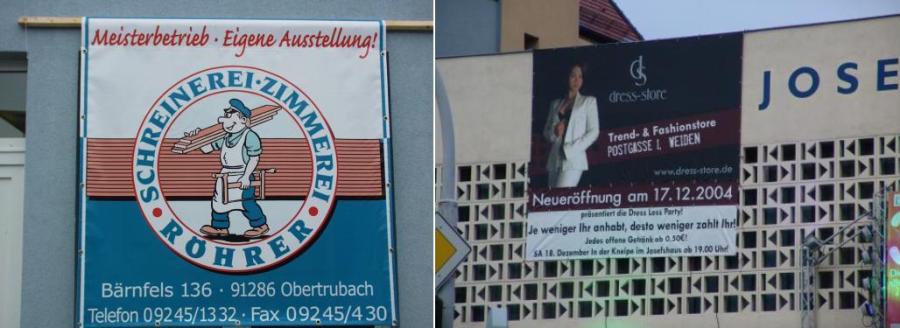 Meisterbetrieb · Eigene Ausstellung!
SCHREINEREI · ZIMMEREI
· RÖHRER ·
Bärnfels 136 · 91286 Obertrubach
Telefon 09245/1332 · Fax 09245/430
ds
dress-store
Trend- & Fashionstore
POSTGASSE 1, WEIDEN
www.dress-store.de
Neueröffnung am 17.12.2004
präsentiert die Dress Less Party!
Je weniger Ihr anhabt, desto weniger zahlt Ihr!
Jedes offene Getränk ab 0,50€!
SA 18. Dezember in der Kneipe im Josefshaus ab 19.00 Uhr!
JOSE